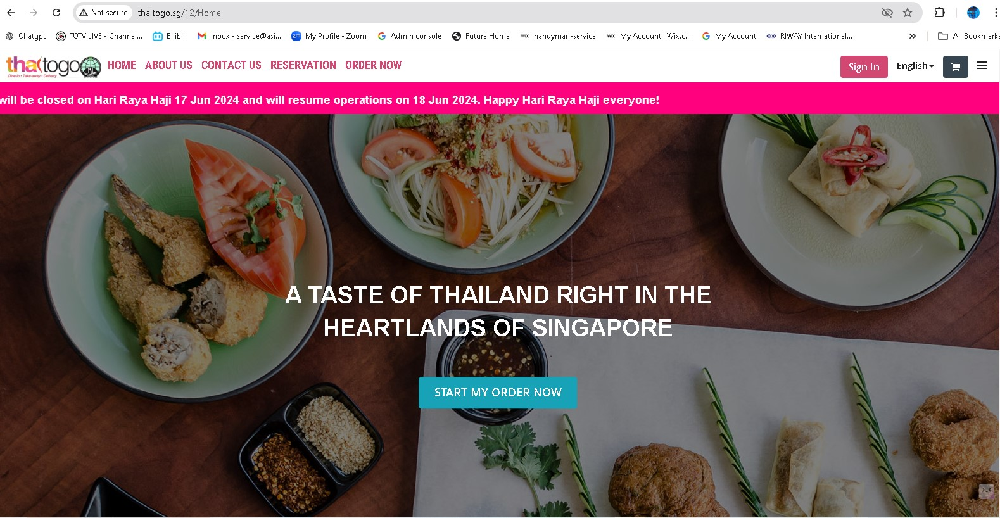 Not secure thaitogo.sg/12/Home
Chatgpt TOTV LIVE - Channel... Bilibili Inbox - service@asi... My Profile - Zoom Admin console Future Home WIX handyman-service WIX My Account | Wix.c... My Account RIWAY International... » All Bookmarks
thaitogo HOME ABOUT US CONTACT US RESERVATION ORDER NOW Sign In English
Dine-in • Take-away • Delivery
will be closed on Hari Raya Haji 17 Jun 2024 and will resume operations on 18 Jun 2024. Happy Hari Raya Haji everyone!
A TASTE OF THAILAND RIGHT IN THE
HEARTLANDS OF SINGAPORE
START MY ORDER NOW